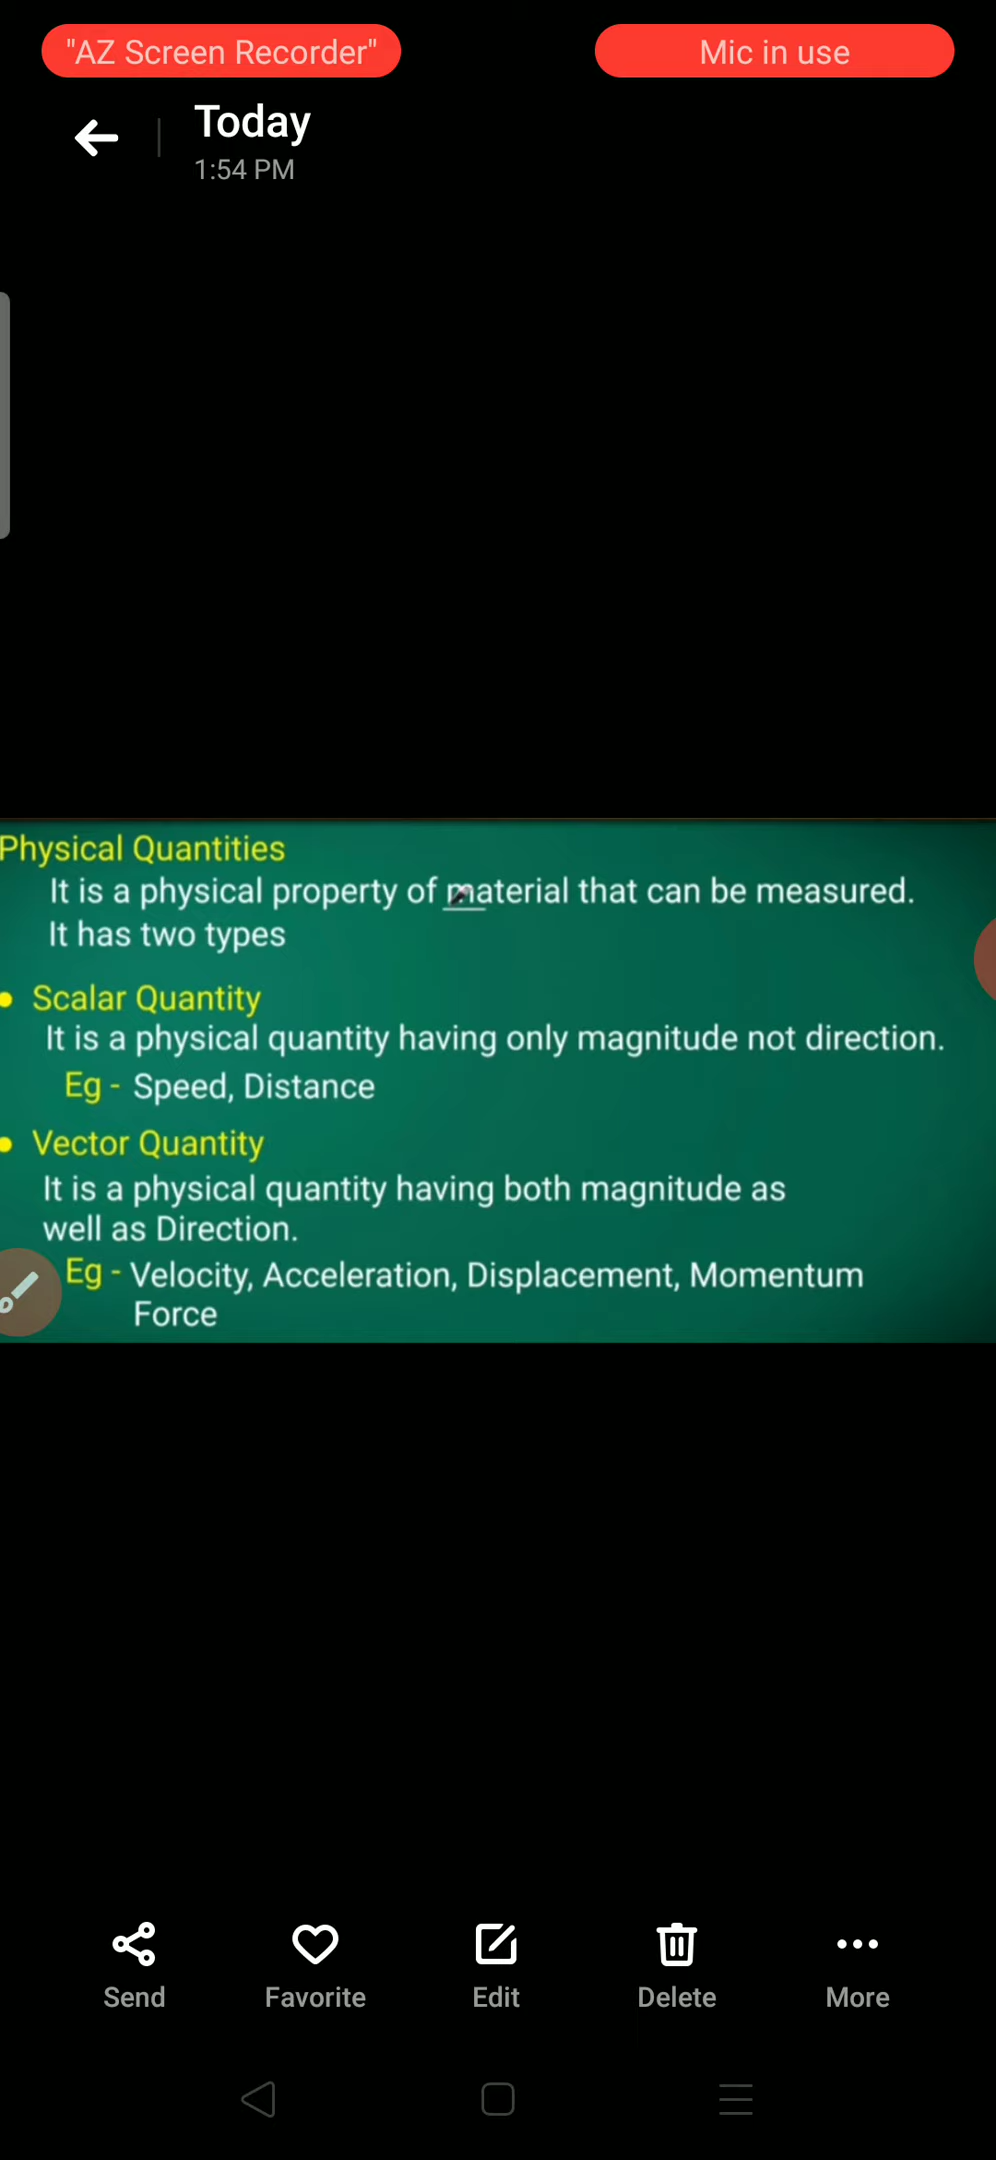 "AZ Screen Recorder"
Mic in use
Today
1:54 PM
Physical Quantities
It is a physical property of material that can be measured.
It has two types
Scalar Quantity
It is a physical quantity having only magnitude not direction.
Eg - Speed, Distance
Vector Quantity
It is a physical quantity having both magnitude as
well as Direction.
Eg - Velocity, Acceleration, Displacement, Momentum
Force
Send
Favorite
Edit
Delete
More